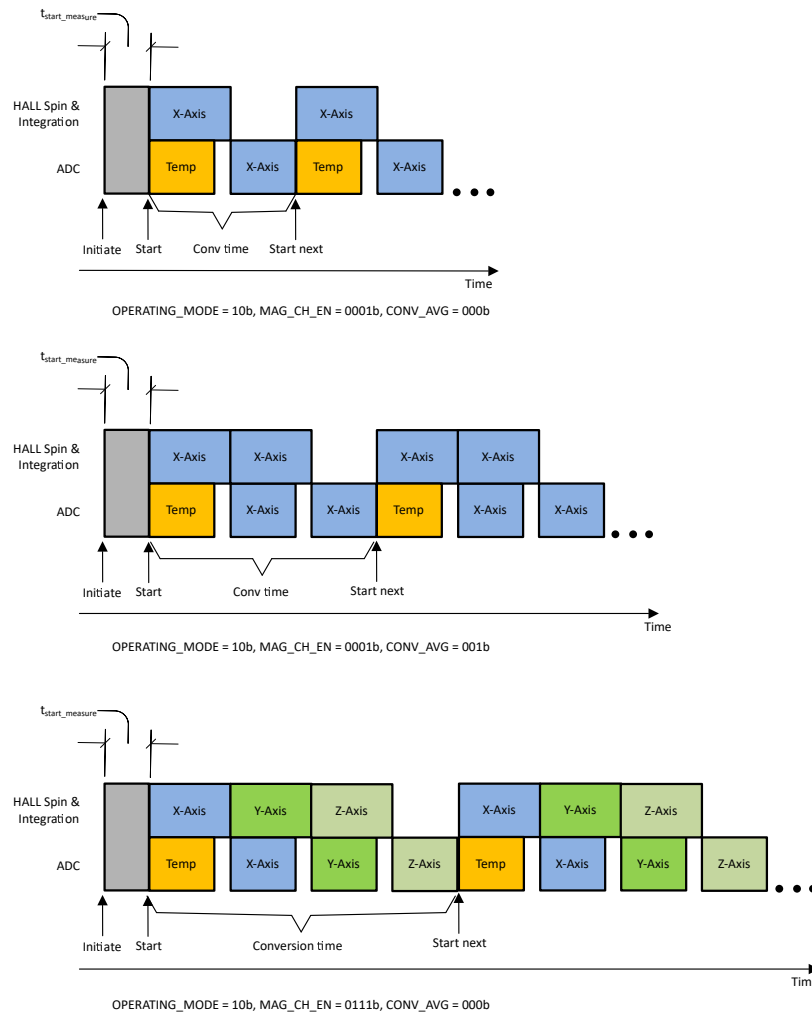 tstart_measure
HALL Spin &
Integration
X-Axis
X-Axis
ADC
Temp
X-Axis
Temp
X-Axis
Initiate
Start
Conv time
Start next
Time
OPERATING_MODE = 10b, MAG_CH_EN = 0001b, CONV_AVG = 000b
tstart_measure
HALL Spin &
Integration
X-Axis
X-Axis
X-Axis
X-Axis
ADC
Temp
X-Axis
X-Axis
Temp
X-Axis
X-Axis
Initiate
Start
Conv time
Start next
Time
OPERATING_MODE = 10b, MAG_CH_EN = 0001b, CONV_AVG = 001b
tstart_measure
HALL Spin &
Integration
X-Axis
Y-Axis
Z-Axis
X-Axis
Y-Axis
Z-Axis
ADC
Temp
X-Axis
Y-Axis
Z-Axis
Temp
X-Axis
Y-Axis
Z-Axis
Initiate
Start
Conversion time
Start next
OPERATING_MODE = 10b, MAG_CH_EN = 0111b, CONV_AVG = 000b